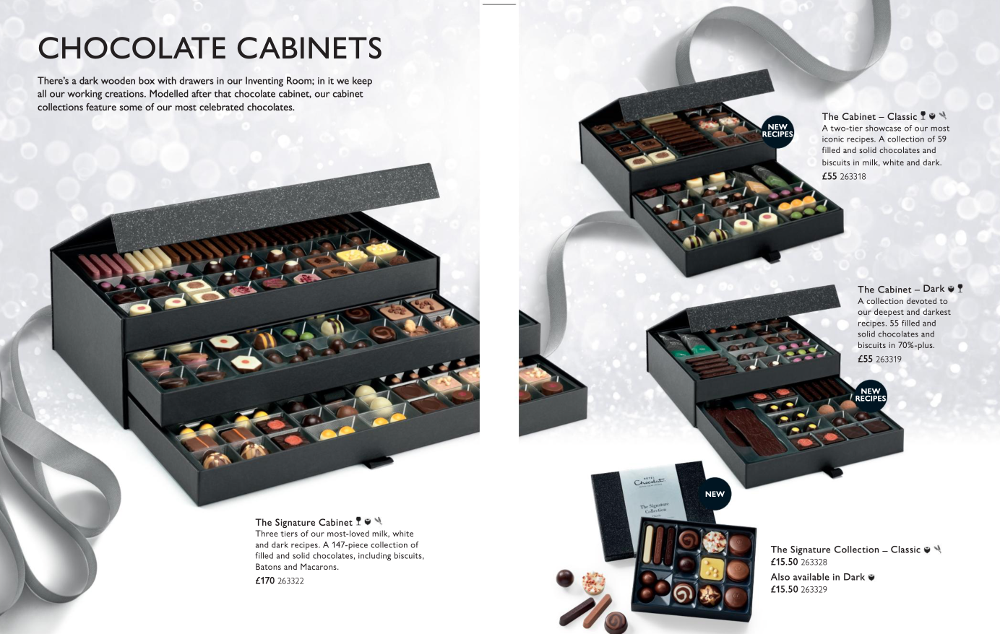 CHOCOLATE CABINETS
There's a dark wooden box with drawers in our Inventing Room; in it we keep
all our working creations. Modelled after that chocolate cabinet, our cabinet
collections feature some of our most celebrated chocolates.
The Signature Cabinet
Three tiers of our most-loved milk, white
and dark recipes. A 147-piece collection of
filled and solid chocolates, including biscuits,
Batons and Macarons.
£170 263322
NEW
RECIPES
The Cabinet – Classic
A two-tier showcase of our most
iconic recipes. A collection of 59
filled and solid chocolates and
biscuits in milk, white and dark.
£55 263318
The Cabinet – Dark
A collection devoted to
our deepest and darkest
recipes. 55 filled and
solid chocolates and
biscuits in 70%-plus.
£55 263319
NEW
RECIPES
HOTEL
Chocolat
The Signature
Collection
Classic
NEW
The Signature Collection – Classic
£15.50 263328
Also available in Dark
£15.50 263329